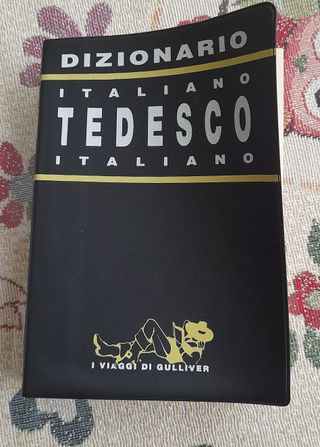 DIZIONARIO
ITALIANO
TEDESCO
ITALIANO
I VIAGGI DI GULLIVER